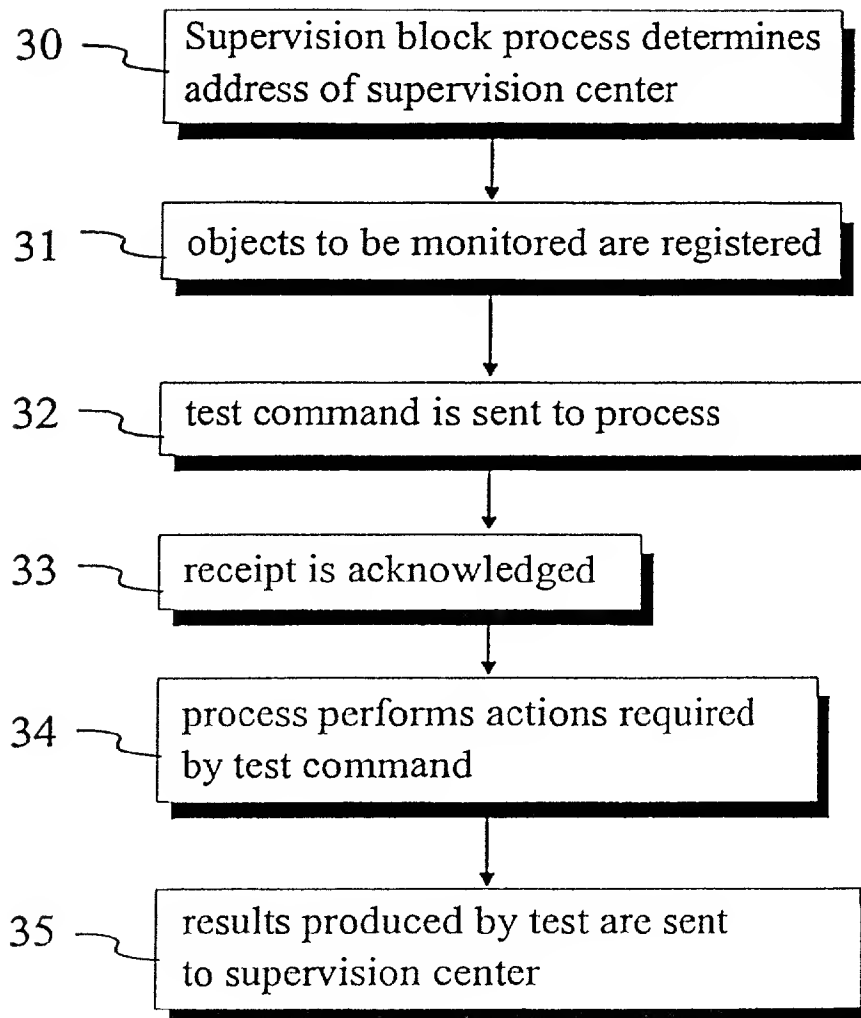 30
Supervision block process determines
address of supervision center
31
objects to be monitored are registered
32
test command is sent to process
33
receipt is acknowledged
34
process performs actions required
by test command
35
results produced by test are sent
to supervision center